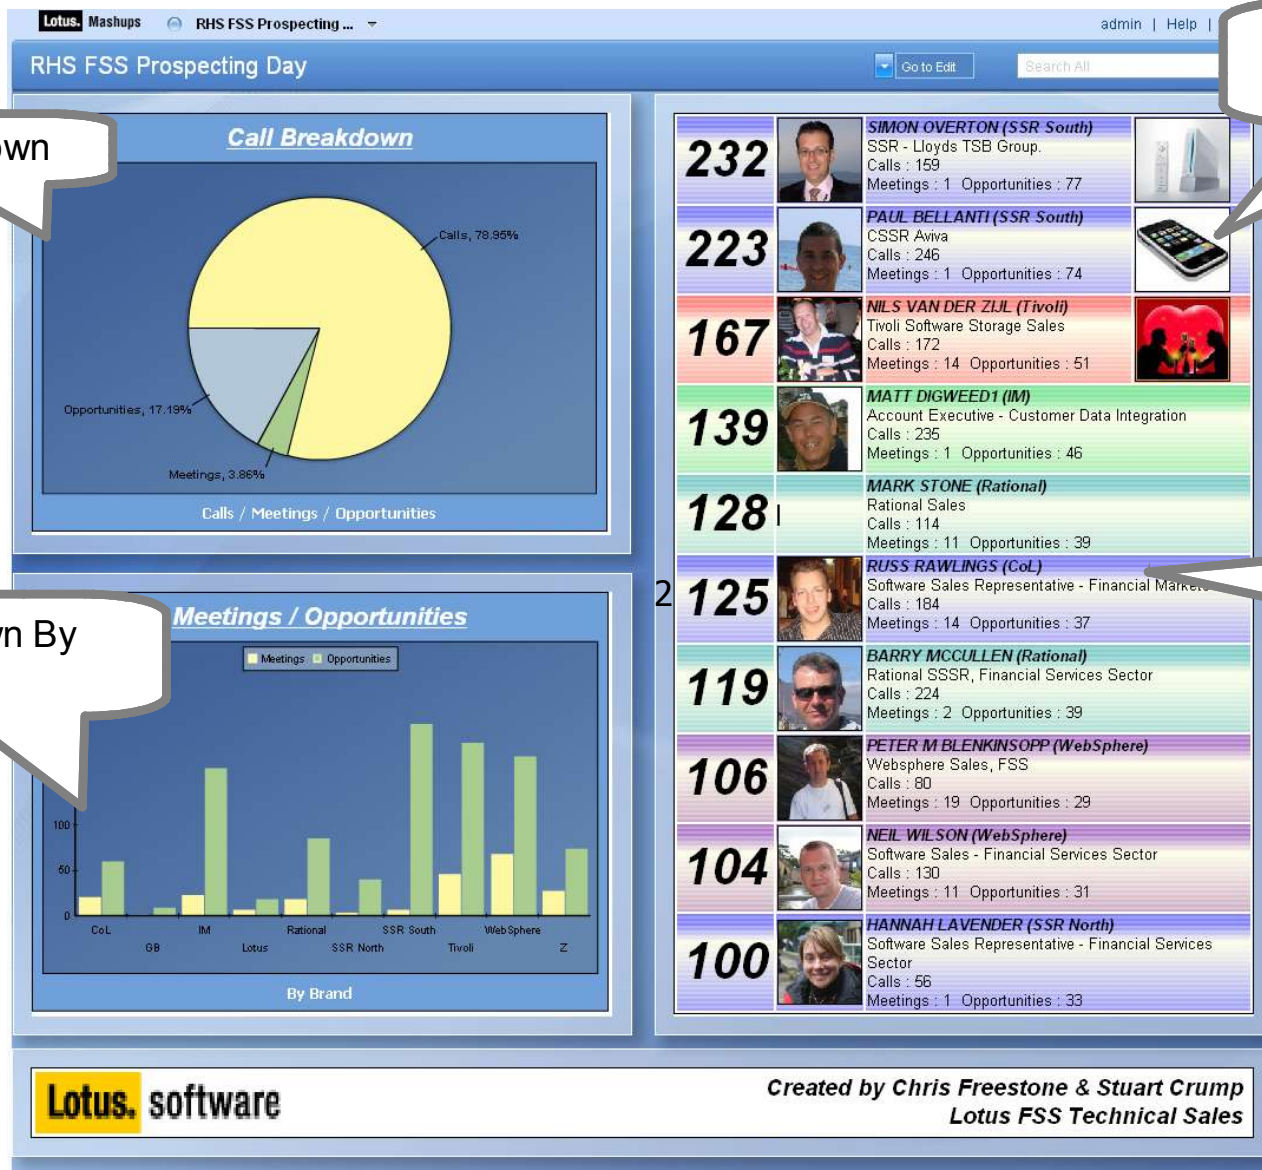 Lotus. Mashups RHS FSS Prospecting ...
admin | Help |
RHS FSS Prospecting Day
Go to Edit
Search All
own
Call Breakdown
Calls, 78.95%
Opportunities, 17.19%
Meetings, 3.86%
Calls / Meetings / Opportunities
n By
Meetings / Opportunities
Meetings Opportunities
100
50
0
CoL IM Rational SSR South WebSphere
GB Lotus SSR North Tivoli Z
By Brand
232
SIMON OVERTON (SSR South)
SSR - Lloyds TSB Group.
Calls : 159
Meetings : 1 Opportunities : 77
223
PAUL BELLANTI (SSR South)
CSSR Aviva
Calls : 246
Meetings : 1 Opportunities : 74
167
NILS VAN DER ZIJL (Tivoli)
Tivoli Software Storage Sales
Calls : 172
Meetings : 14 Opportunities : 51
139
MATT DIGWEED1 (IM)
Account Executive - Customer Data Integration
Calls : 235
Meetings : 1 Opportunities : 46
128
MARK STONE (Rational)
Rational Sales
Calls : 114
Meetings : 11 Opportunities : 39
2
125
RUSS RAWLINGS (CoL)
Software Sales Representative - Financial Markets
Calls : 184
Meetings : 14 Opportunities : 37
119
BARRY MCCULLEN (Rational)
Rational SSSR, Financial Services Sector
Calls : 224
Meetings : 2 Opportunities : 39
106
PETER M BLENKINSOPP (WebSphere)
Websphere Sales, FSS
Calls : 80
Meetings : 19 Opportunities : 29
104
NEIL WILSON (WebSphere)
Software Sales - Financial Services Sector
Calls : 130
Meetings : 11 Opportunities : 31
100
HANNAH LAVENDER (SSR North)
Software Sales Representative - Financial Services
Sector
Calls : 56
Meetings : 1 Opportunities : 33
Lotus. software
Created by Chris Freestone & Stuart Crump
Lotus FSS Technical Sales